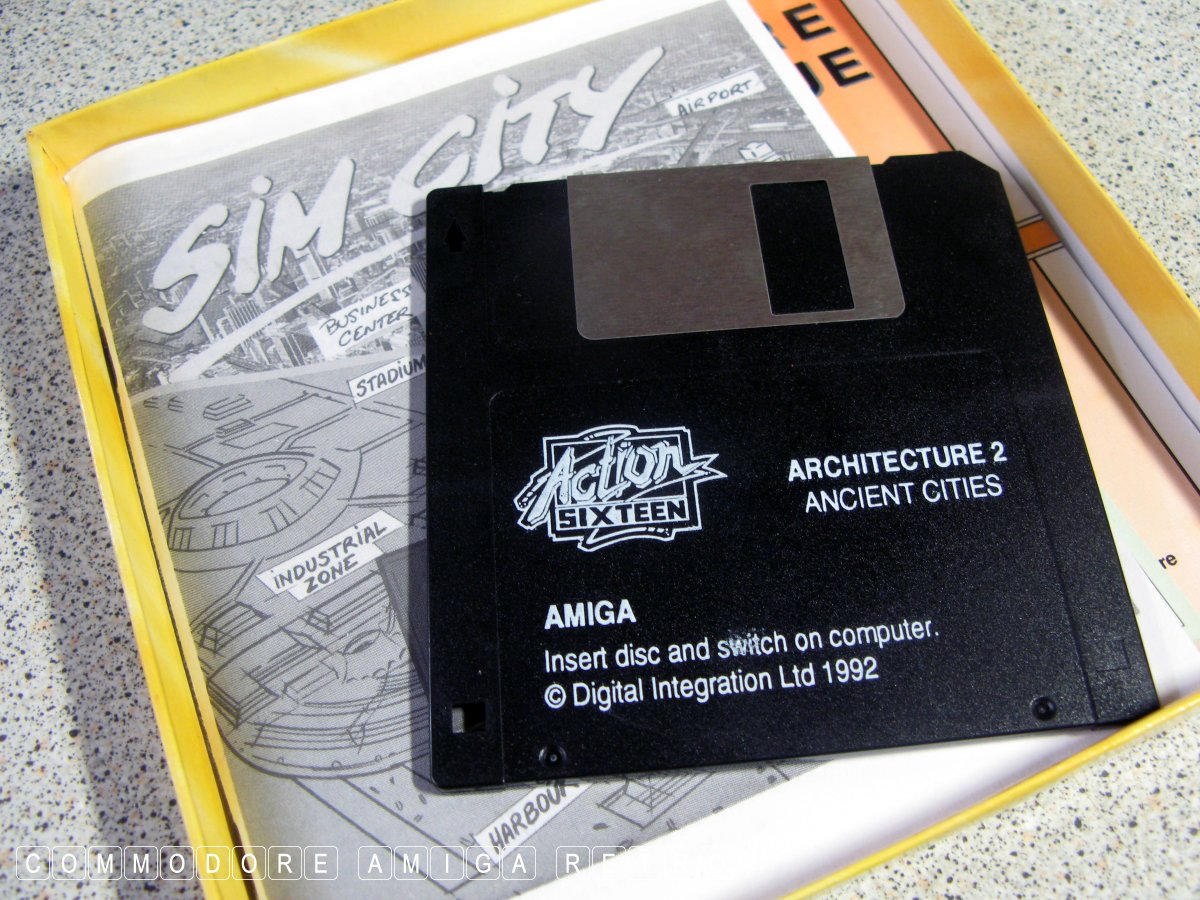 SIM CITY
AIRPORT
BUSINESS
CENTER
STADIUM
INDUSTRIAL
ZONE
HARBOUR
Action
SIXTEEN
ARCHITECTURE 2
ANCIENT CITIES
AMIGA
Insert disc and switch on computer.
© Digital Integration Ltd 1992
re
COMMODORE AMIGA